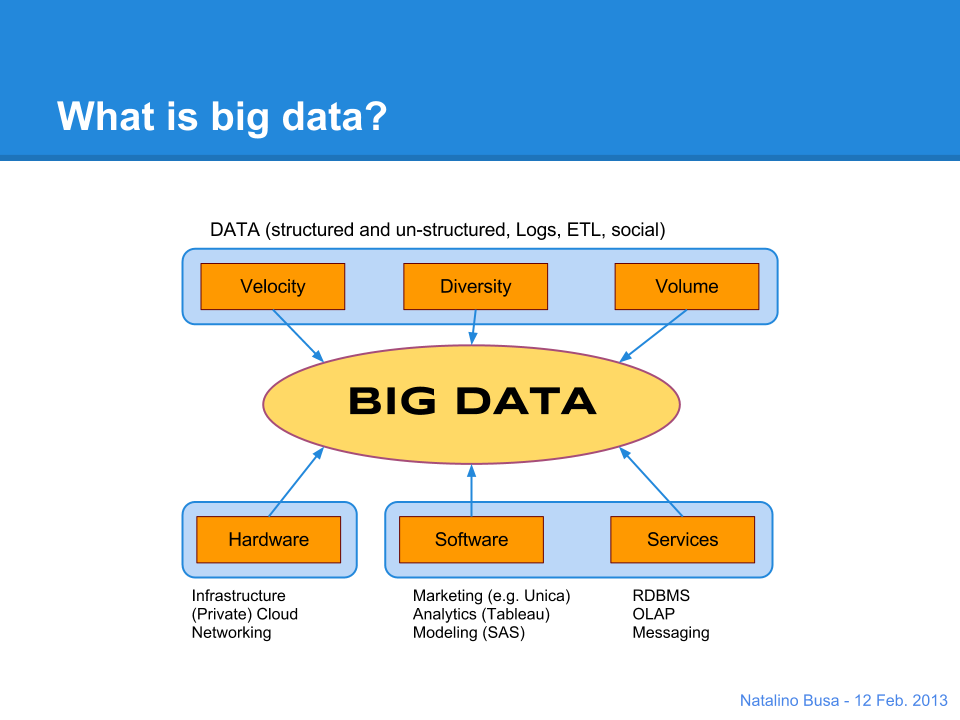 What is big data?
DATA (structured and un-structured, Logs, ETL, social)
Velocity
Diversity
Volume
BIG DATA
Hardware
Software
Services
Infrastructure
(Private) Cloud
Networking
Marketing (e.g. Unica)
Analytics (Tableau)
Modeling (SAS)
RDBMS
OLAP
Messaging
Natalino Busa - 12 Feb. 2013